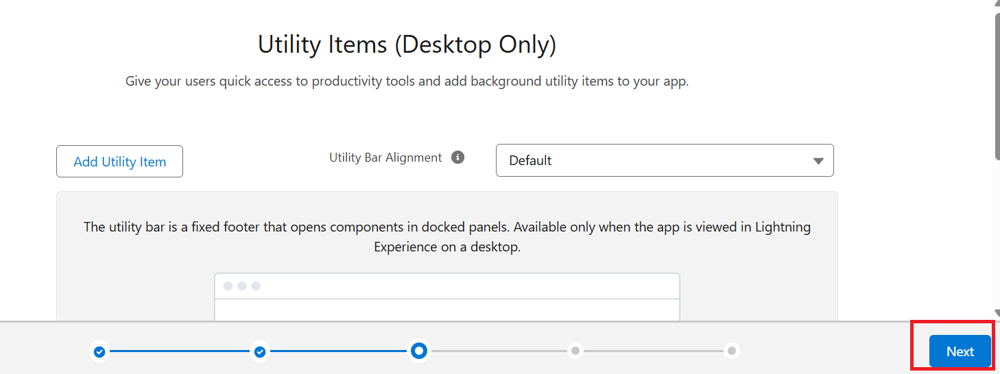 Utility Items (Desktop Only)
Give your users quick access to productivity tools and add background utility items to your app.
Add Utility Item
Utility Bar Alignment
Default
The utility bar is a fixed footer that opens components in docked panels. Available only when the app is viewed in Lightning
Experience on a desktop.
Next